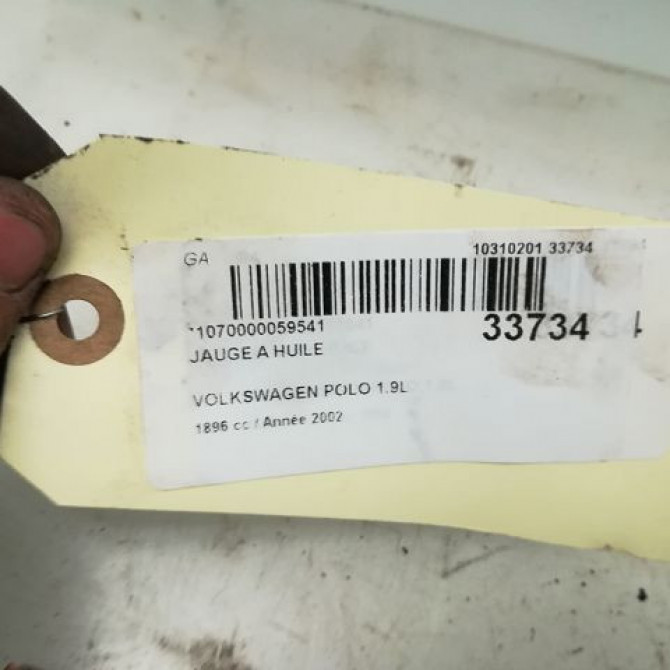 GA 10310201 33734
*1070000059541 33734
JAUGE A HUILE
VOLKSWAGEN POLO 1.9L
1896 cc / Année 2002